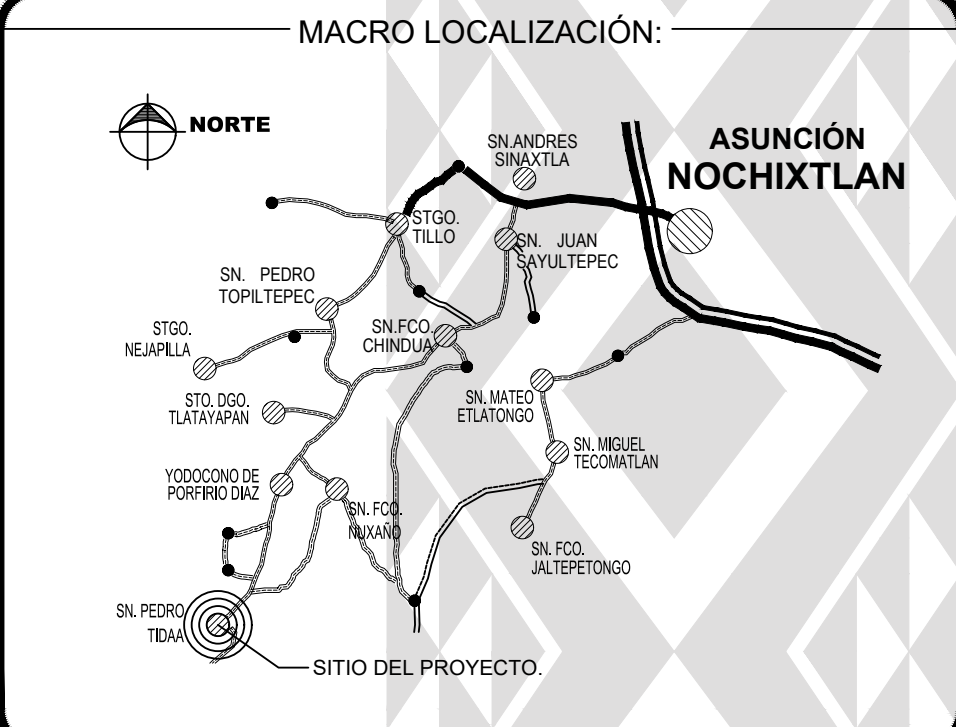 MACRO LOCALIZACIÓN:
NORTE
SN.ANDRES
SINAXTLA
ASUNCIÓN
NOCHIXTLAN
STGO.
TILLO
SN. JUAN
SAYULTEPEC
SN. PEDRO
TOPILTEPEC
STGO.
NEJAPILLA
SN.FCO.
CHINDUA
STO. DGO.
TLATAYAPAN
SN. MATEO
ETLATONGO
SN. MIGUEL
TECOMATLAN
YODOCONO DE
PORFIRIO DIAZ
SN. FCO.
NUXAÑO
SN. FCO.
JALTEPETONGO
SN. PEDRO
TIDAA
SITIO DEL PROYECTO.